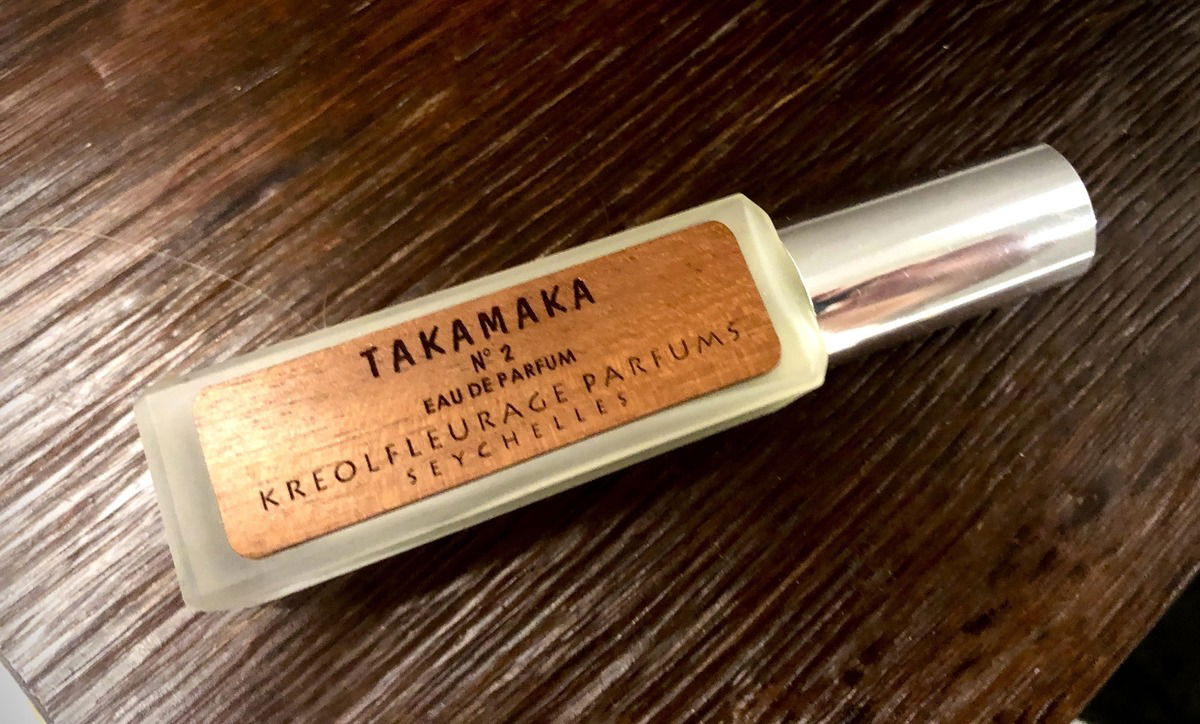 TAKAMAKA
Nº 2
EAU DE PARFUM
KREOLFLEURAGE PARFUMS
SEYCHELLES